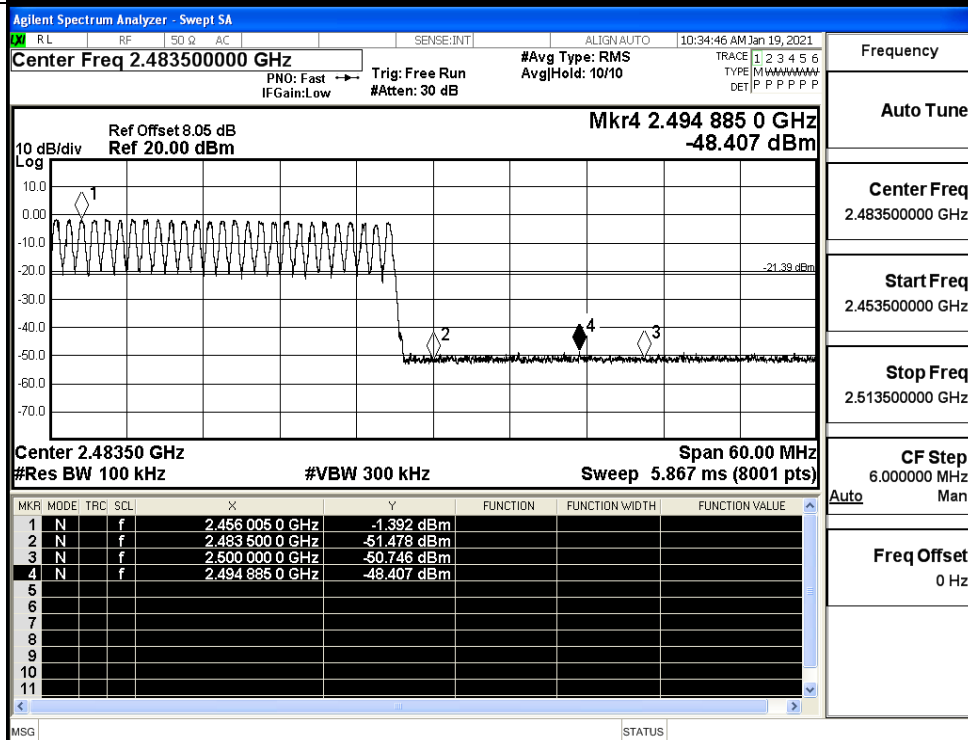 Agilent Spectrum Analyzer - Swept SA
LXI RL RF 50 Ω AC SENSE:INT ALIGNAUTO 10:34:46 AM Jan 19, 2021
Center Freq 2.483500000 GHz
PNO: Fast
IFGain:Low
Trig: Free Run
#Atten: 30 dB
#Avg Type: RMS
Avg|Hold: 10/10
TRACE 1 2 3 4 5 6
TYPE M WWWWW
DET P P P P P P
Frequency
Auto Tune
Center Freq
2.483500000 GHz
Start Freq
2.453500000 GHz
Stop Freq
2.513500000 GHz
CF Step
6.000000 MHz
Auto Man
Freq Offset
0 Hz
Mkr4 2.494 885 0 GHz
-48.407 dBm
Ref Offset 8.05 dB
10 dB/div Ref 20.00 dBm
Log
10.0
0.00
-10.0
-20.0
-30.0
-40.0
-50.0
-60.0
-70.0
1
2
4
3
-21.39 dBm
Center 2.48350 GHz Span 60.00 MHz
#Res BW 100 kHz #VBW 300 kHz Sweep 5.867 ms (8001 pts)
MKR MODE TRC SCL X Y FUNCTION FUNCTION WIDTH FUNCTION VALUE
1 N f 2.456 005 0 GHz -1.392 dBm
2 N f 2.483 500 0 GHz -51.478 dBm
3 N f 2.500 000 0 GHz -50.746 dBm
4 N f 2.494 885 0 GHz -48.407 dBm
5
6
7
8
9
10
11
MSG STATUS